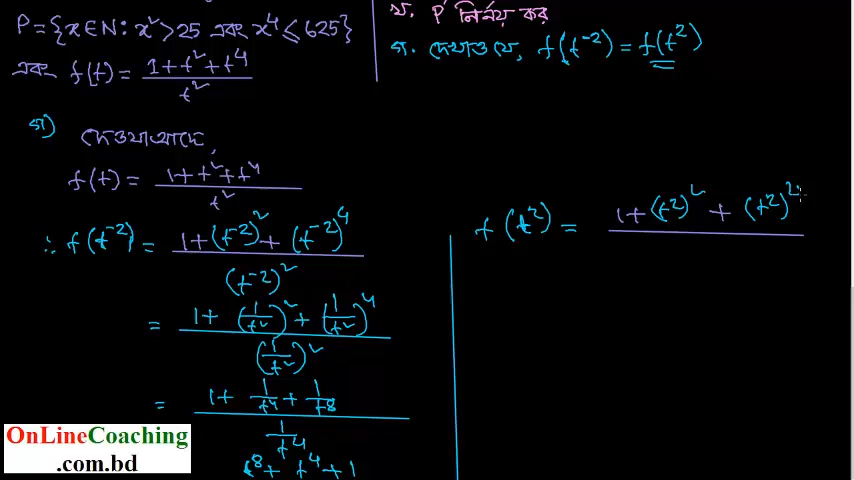 P = {x ∈ N : x² > 25 এবং x⁴ ≤ 625}
এবং f(t) = (1 + t² + t⁴) / t²
খ. P′ নির্নয় কর
গ. দেখাও যে, f(t⁻²) = f(t²)
গ)
দেওয়া আছে,
f(t) = (1 + t² + t⁴) / t²
∴ f(t⁻²) = (1 + (t⁻²)² + (t⁻²)⁴) / (t⁻²)²
= (1 + (1/t²)² + (1/t²)⁴) / (1/t²)²
= (1 + 1/t⁴ + 1/t⁸) / (1/t⁴)
t⁸ + t⁴ + 1
f(t²) = 1 + (t²)² + (t²)
OnLineCoaching
.com.bd